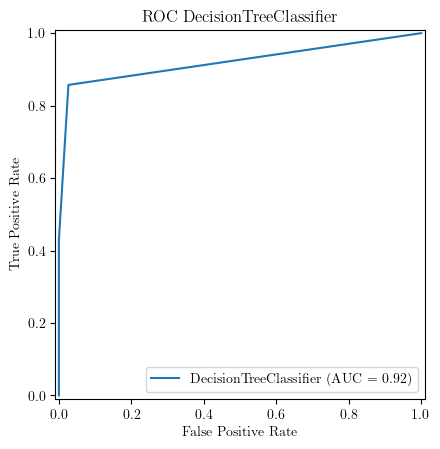 ROC DecisionTreeClassifier
1.0
0.8
0.6
0.4
0.2
0.0
True Positive Rate
DecisionTreeClassifier (AUC = 0.92)
0.0 0.2 0.4 0.6 0.8 1.0
False Positive Rate